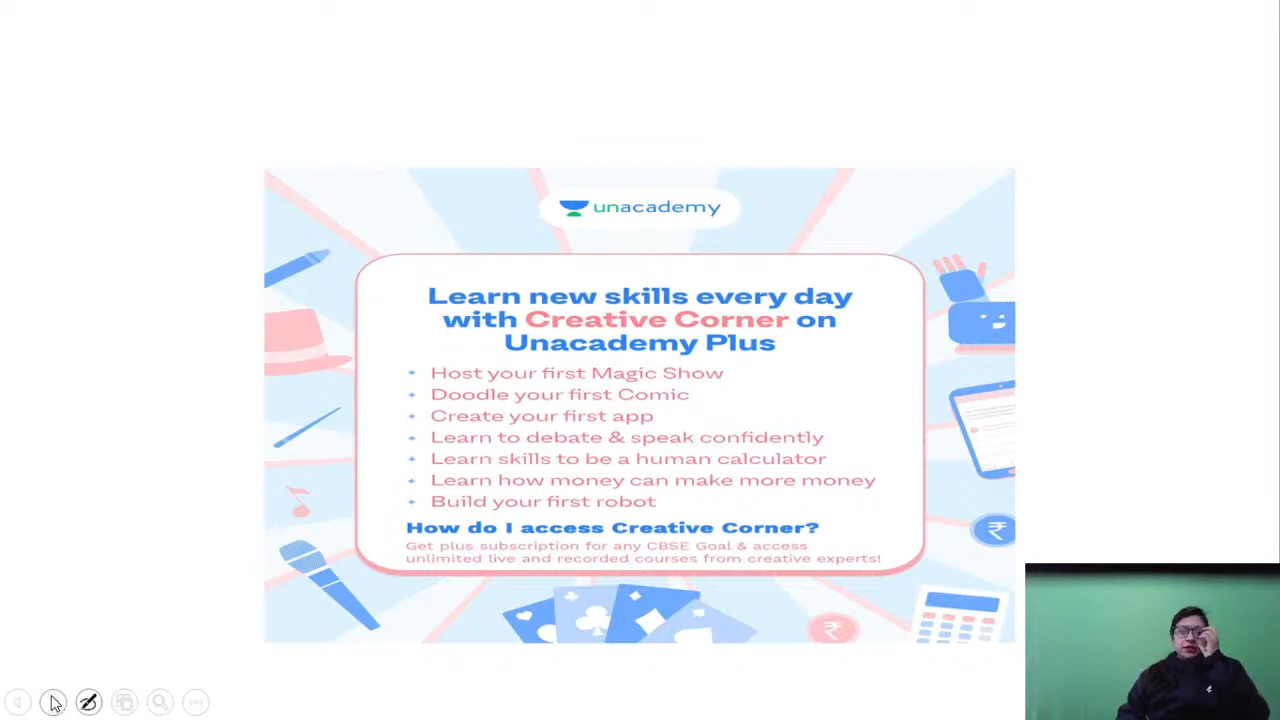 unacademy
Learn new skills every day
with Creative Corner on
Unacademy Plus
Host your first Magic Show
Doodle your first Comic
Create your first app
Learn to debate & speak confidently
Learn skills to be a human calculator
Learn how money can make more money
Build your first robot
How do I access Creative Corner?
Get plus subscription for any CBSE Goal & access
unlimited live and recorded courses from creative experts!